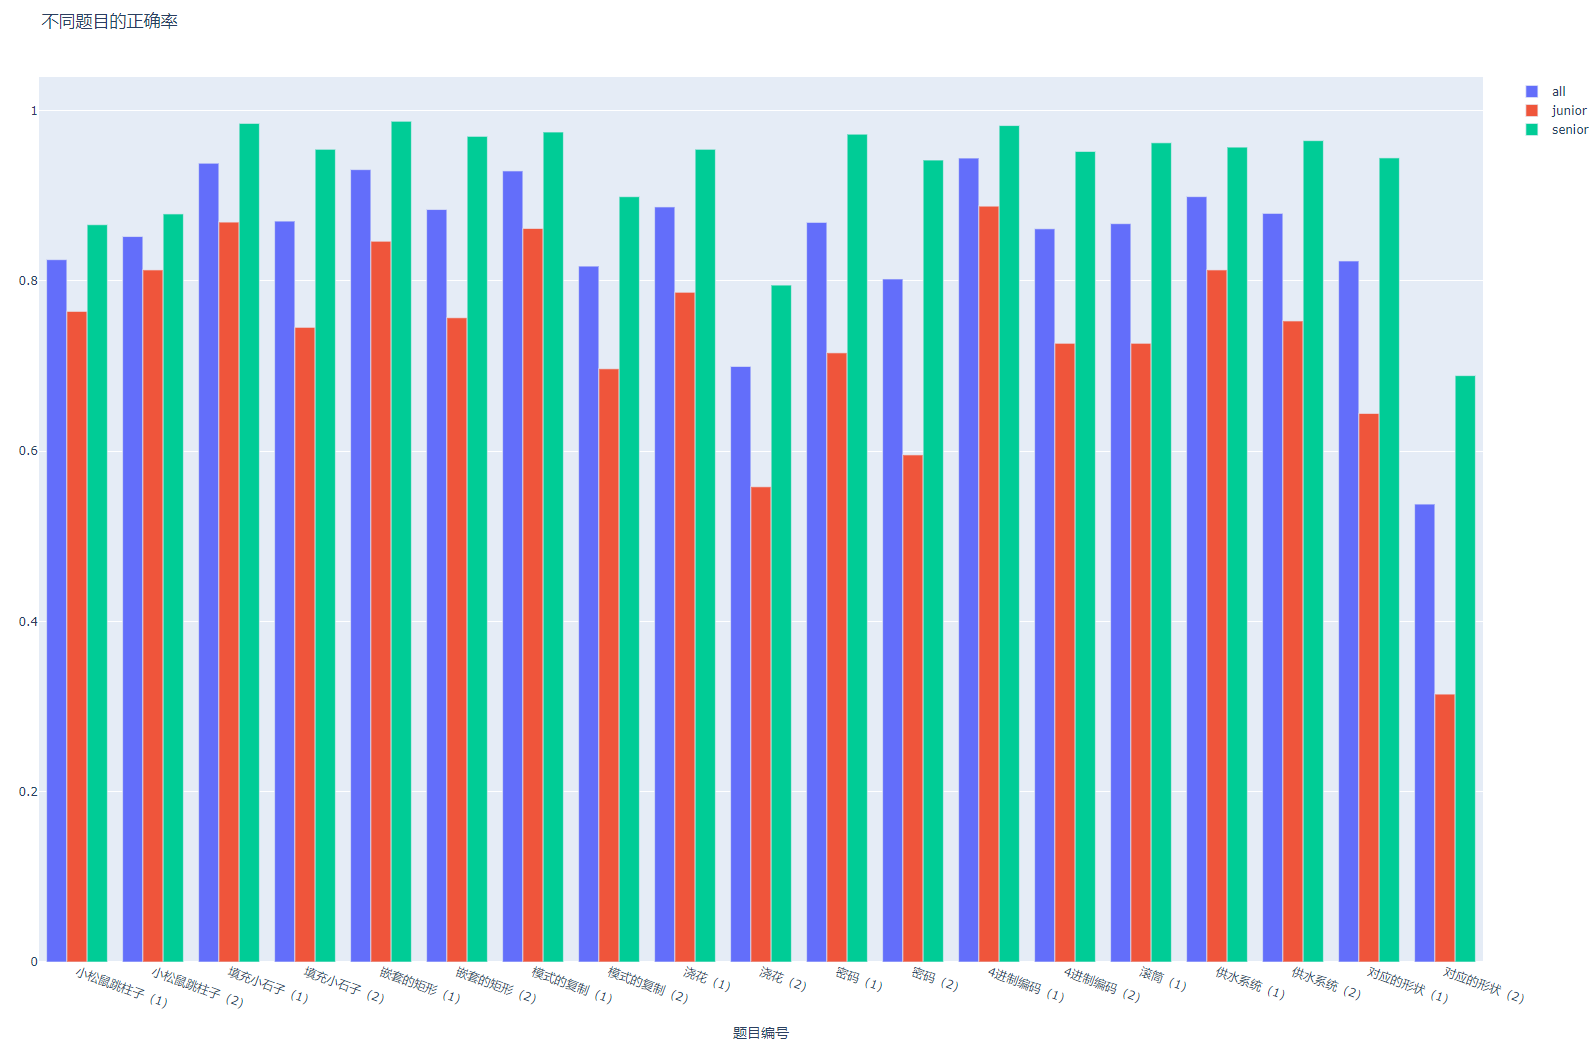 不同题目的正确率
all
junior
senior
1
0.8
0.6
0.4
0.2
0
小松鼠跳柱子（1）
小松鼠跳柱子（2）
填充小石子（1）
填充小石子（2）
嵌套的矩形（1）
嵌套的矩形（2）
模式的复制（1）
模式的复制（2）
浇花（1）
浇花（2）
密码（1）
密码（2）
4进制编码（1）
4进制编码（2）
滚筒（1）
供水系统（1）
供水系统（2）
对应的形状（1）
对应的形状（2）
题目编号